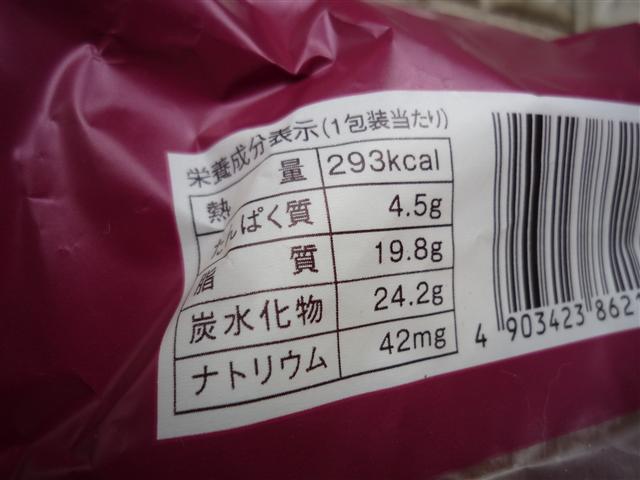 栄養成分表示(1包装当たり)
熱量 293kcal
たんぱく質 4.5g
脂質 19.8g
炭水化物 24.2g
ナトリウム 42mg
4 903423 862